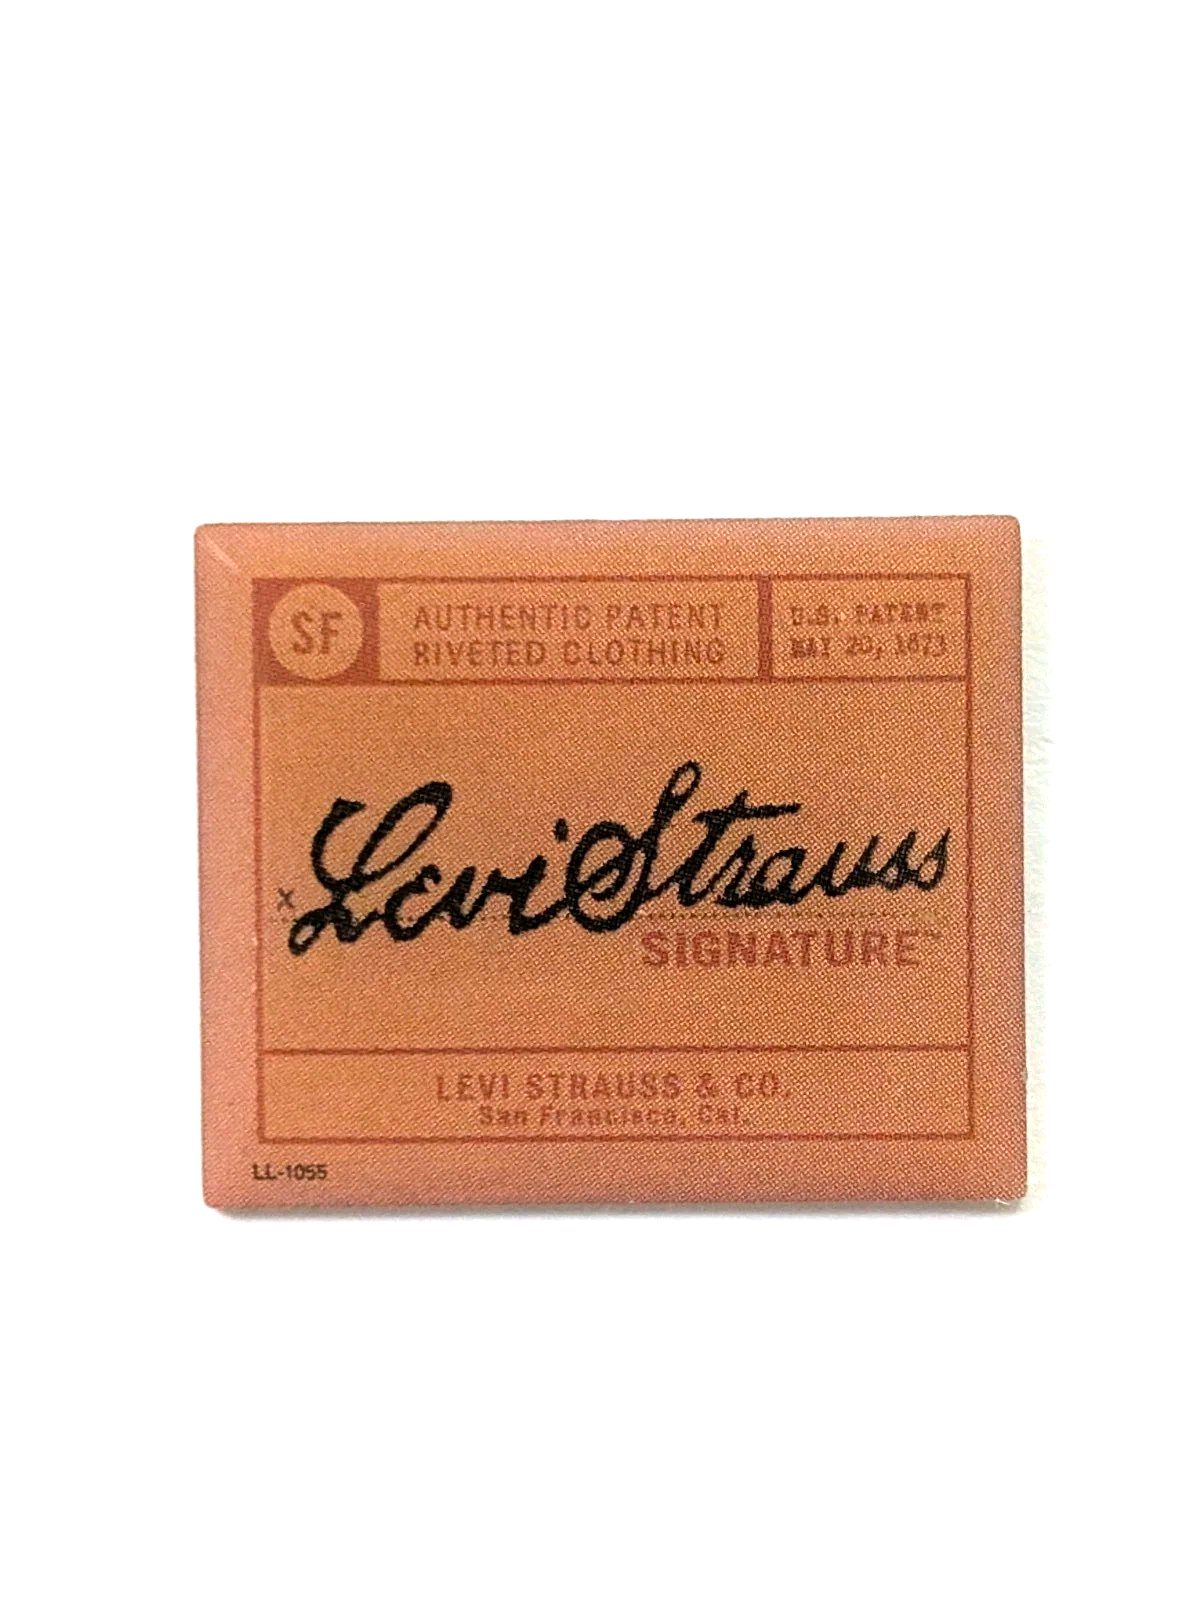 SF
AUTHENTIC PATENT
RIVETED CLOTHING
U.S. PATENT
MAY 20, 1873
x Levi Strauss
SIGNATURE™
LEVI STRAUSS & CO.
San Francisco, Cal.
LL-1055